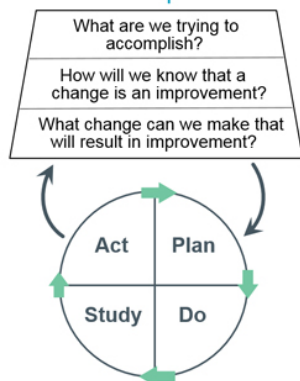 What are we trying to
accomplish?
How will we know that a
change is an improvement?
What change can we make that
will result in improvement?
Act
Plan
Study
Do